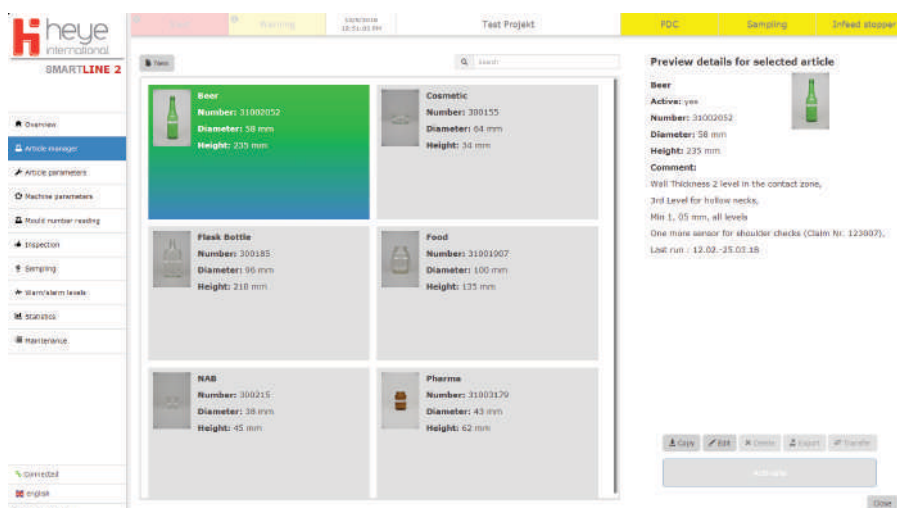 heye
international
SMARTLINE 2
Warning
Test Projekt
PDC
Sampling
Infeed stopper
New
Search
Overview
Article manager
Article parameters
Machine parameters
Mould number reading
Inspection
Sampling
Warn/alarm levels
Statistics
Maintenance
Connected
english
Beer
Number: 31002052
Diameter: 58 mm
Height: 235 mm
Cosmetic
Number: 300155
Diameter: 64 mm
Height: 34 mm
Flask Bottle
Number: 300185
Diameter: 96 mm
Height: 218 mm
Food
Number: 31001007
Diameter: 100 mm
Height: 135 mm
NAB
Number: 300215
Diameter: 38 mm
Height: 45 mm
Pharma
Number: 31003179
Diameter: 43 mm
Height: 62 mm
Preview details for selected article
Beer
Active: yes
Number: 31002052
Diameter: 58 mm
Height: 235 mm
Comment:
Wall Thickness 2 level in the contact zone,
3rd Level for hollow necks,
Min 1, 05 mm, all levels
One more sensor for shoulder checks (Claim Nr. 123007),
Last run : 12.02.-25.02.18
Copy
Edit
Delete
Export
Transfer
Activate
Close